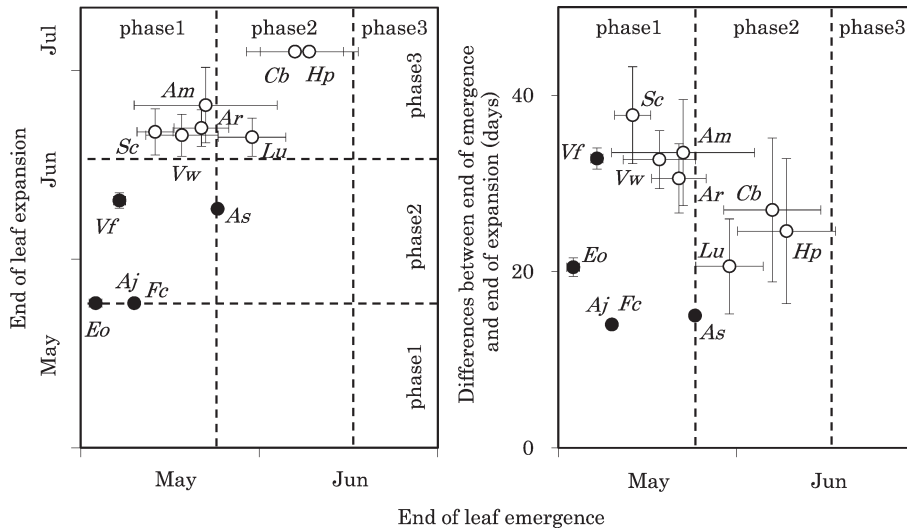 phase1 phase2 phase3
phase3
phase2
phase1
Jul
Jun
May
End of leaf expansion
Cb Hp
Am
Ar
Sc
Vw
Lu
Vf
As
Aj Fc
Eo
May Jun
phase1 phase2 phase3
40
20
0
Differences between end of emergence
and end of expansion (days)
Sc
Vf
Am
Vw
Ar
Cb
Eo
Lu
Hp
Aj Fc
As
May Jun
End of leaf emergence